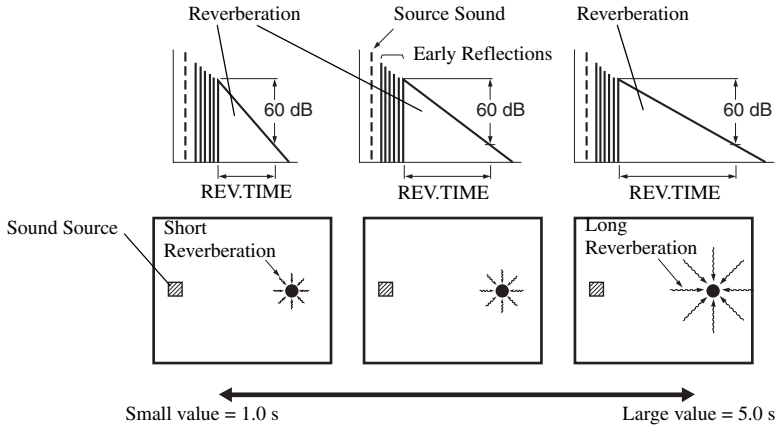 Reverberation
Source Sound
Reverberation
Early Reflections
60 dB
60 dB
60 dB
REV.TIME
REV.TIME
REV.TIME
Sound Source
Short
Reverberation
Long
Reverberation
Small value = 1.0 s
Large value = 5.0 s